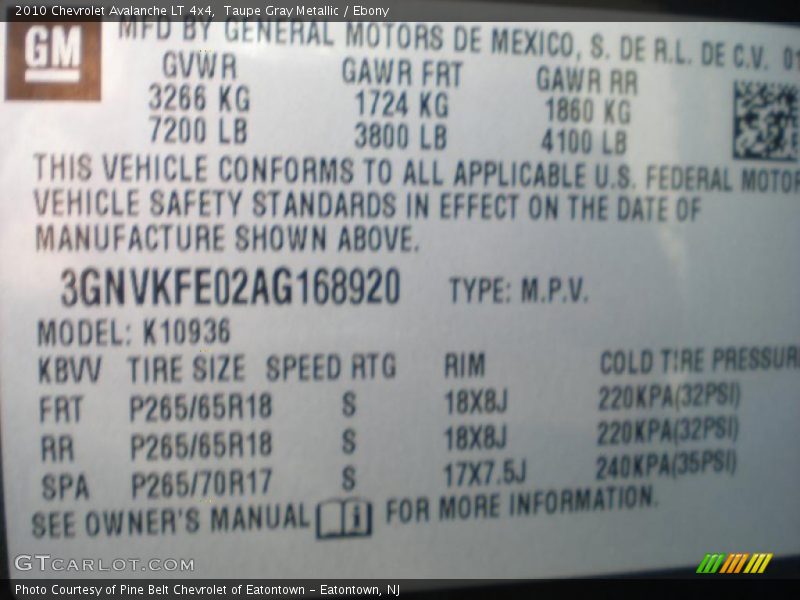 2010 Chevrolet Avalanche LT 4x4, Taupe Gray Metallic / Ebony
GM
MFD BY GENERAL MOTORS DE MEXICO, S. DE R.L. DE C.V. 01
GVWR GAWR FRT GAWR RR
3266 KG 1724 KG 1860 KG
7200 LB 3800 LB 4100 LB
THIS VEHICLE CONFORMS TO ALL APPLICABLE U.S. FEDERAL MOTOR
VEHICLE SAFETY STANDARDS IN EFFECT ON THE DATE OF
MANUFACTURE SHOWN ABOVE.
3GNVKFE02AG168920 TYPE: M.P.V.
MODEL: K10936
KBVV TIRE SIZE SPEED RTG RIM COLD TIRE PRESSUR
FRT P265/65R18 S 18X8J 220KPA(32PSI)
RR P265/65R18 S 18X8J 220KPA(32PSI)
SPA P265/70R17 S 17X7.5J 240KPA(35PSI)
SEE OWNER'S MANUAL i FOR MORE INFORMATION.
GTCARLOT.COM
Photo Courtesy of Pine Belt Chevrolet of Eatontown – Eatontown, NJ